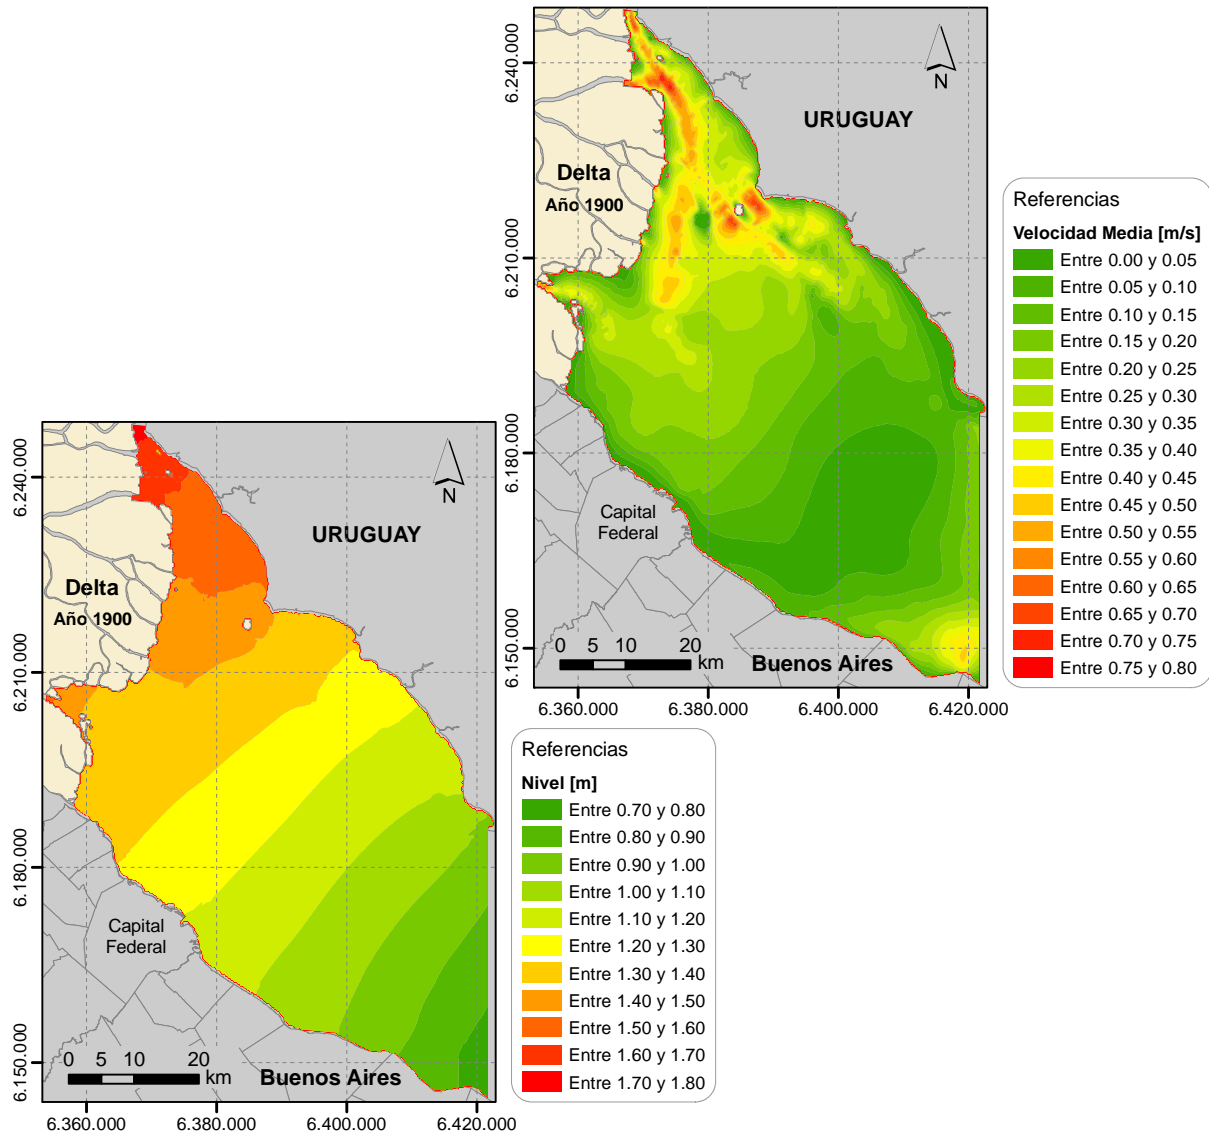 6.240.000
6.210.000
6.180.000
6.150.000
N
URUGUAY
Delta
Año 1900
Capital
Federal
0 5 10 20
km
Buenos Aires
6.360.000 6.380.000 6.400.000 6.420.000
Referencias
Velocidad Media [m/s]
Entre 0.00 y 0.05
Entre 0.05 y 0.10
Entre 0.10 y 0.15
Entre 0.15 y 0.20
Entre 0.20 y 0.25
Entre 0.25 y 0.30
Entre 0.30 y 0.35
Entre 0.35 y 0.40
Entre 0.40 y 0.45
Entre 0.45 y 0.50
Entre 0.50 y 0.55
Entre 0.55 y 0.60
Entre 0.60 y 0.65
Entre 0.65 y 0.70
Entre 0.70 y 0.75
Entre 0.75 y 0.80
6.240.000
6.210.000
6.180.000
6.150.000
N
URUGUAY
Delta
Año 1900
Capital
Federal
0 5 10 20
km
Buenos Aires
6.360.000 6.380.000 6.400.000 6.420.000
Referencias
Nivel [m]
Entre 0.70 y 0.80
Entre 0.80 y 0.90
Entre 0.90 y 1.00
Entre 1.00 y 1.10
Entre 1.10 y 1.20
Entre 1.20 y 1.30
Entre 1.30 y 1.40
Entre 1.40 y 1.50
Entre 1.50 y 1.60
Entre 1.60 y 1.70
Entre 1.70 y 1.80